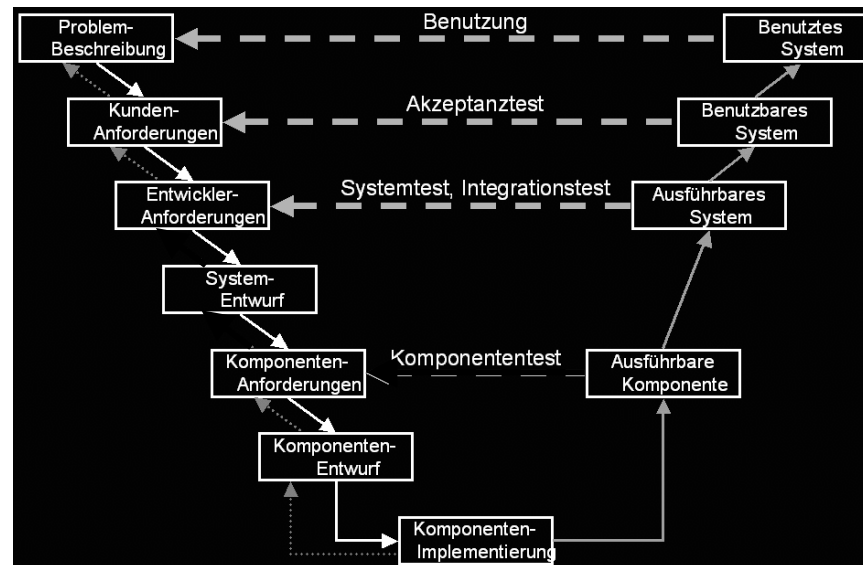 Problem-
Beschreibung
Benutzung
Benutztes
System
Kunden-
Anforderungen
Akzeptanztest
Benutzbares
System
Entwickler-
Anforderungen
Systemtest, Integrationstest
Ausführbares
System
System-
Entwurf
Komponenten-
Anforderungen
Komponententest
Ausführbare
Komponente
Komponenten-
Entwurf
Komponenten-
Implementierung